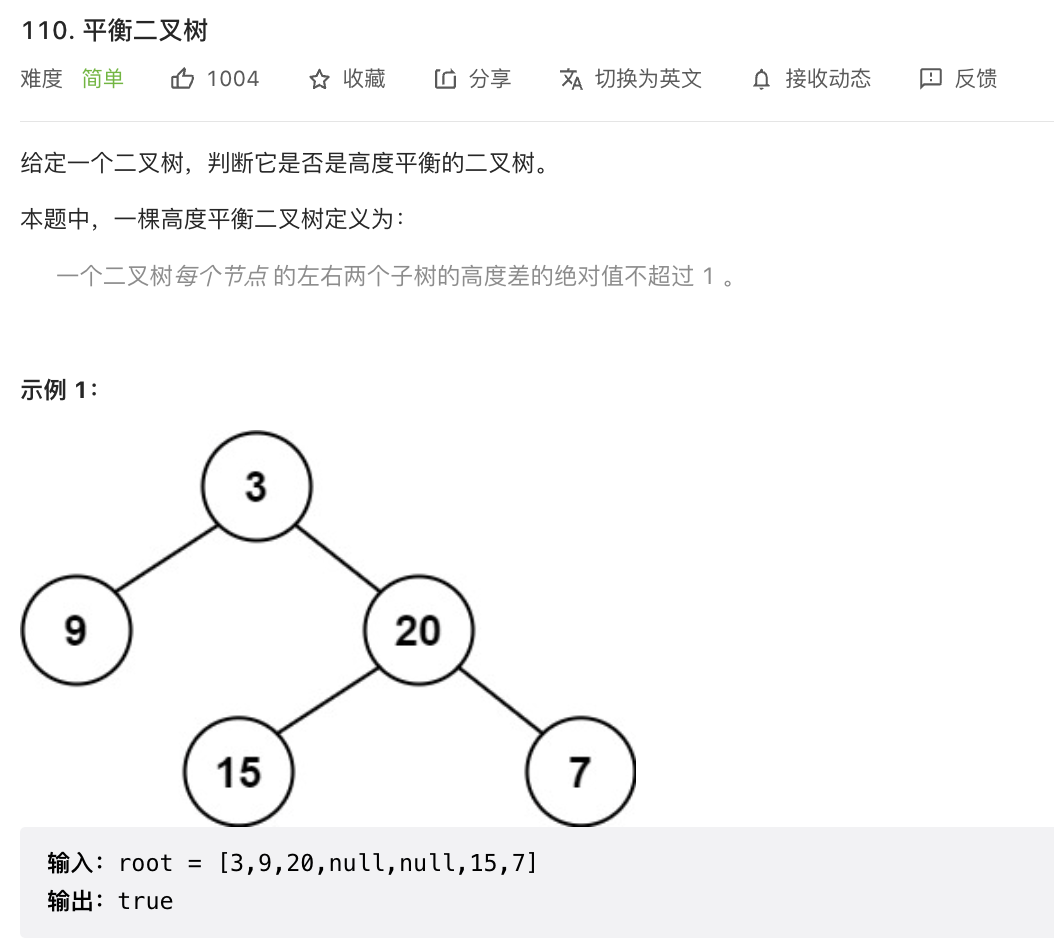 110. 平衡二叉树
难度 简单 1004 收藏 分享 切换为英文 接收动态 反馈
给定一个二叉树，判断它是否是高度平衡的二叉树。
本题中，一棵高度平衡二叉树定义为：
一个二叉树每个节点 的左右两个子树的高度差的绝对值不超过 1 。
示例 1：
3
9 20
15 7
输入：root = [3,9,20,null,null,15,7]
输出：true